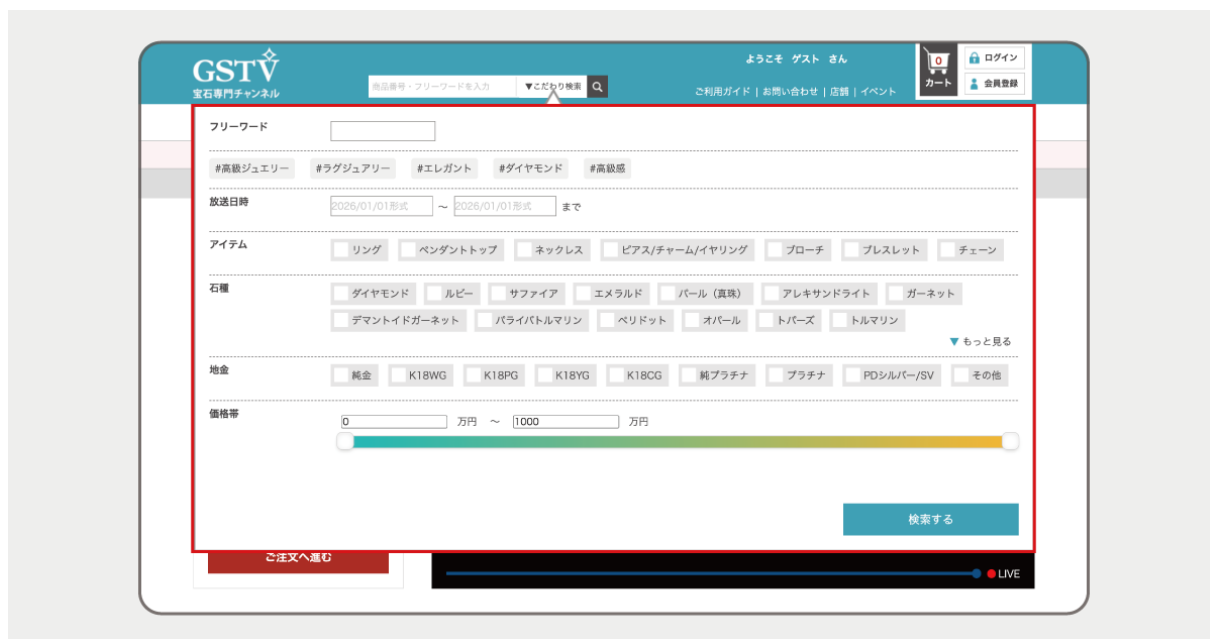 GSTV
宝石専門チャンネル
商品番号・フリーワードを入力
▼こだわり検索
ようこそ ゲスト さん
ご利用ガイド | お問い合わせ | 店舗 | イベント
0
カート
ログイン
会員登録
フリーワード
#高級ジュエリー #ラグジュアリー #エレガント #ダイヤモンド #高級感
放送日時 2026/01/01形式 ～ 2026/01/01形式 まで
アイテム リング ペンダントトップ ネックレス ピアス/チャーム/イヤリング ブローチ ブレスレット チェーン
石種 ダイヤモンド ルビー サファイア エメラルド パール（真珠） アレキサンドライト ガーネット
デマントイドガーネット パライバトルマリン ペリドット オパール トパーズ トルマリン
▼ もっと見る
地金 純金 K18WG K18PG K18YG K18CG 純プラチナ プラチナ PDシルバー/SV その他
価格帯 0 万円 ～ 1000 万円
検索する
ご注文へ進む
LIVE